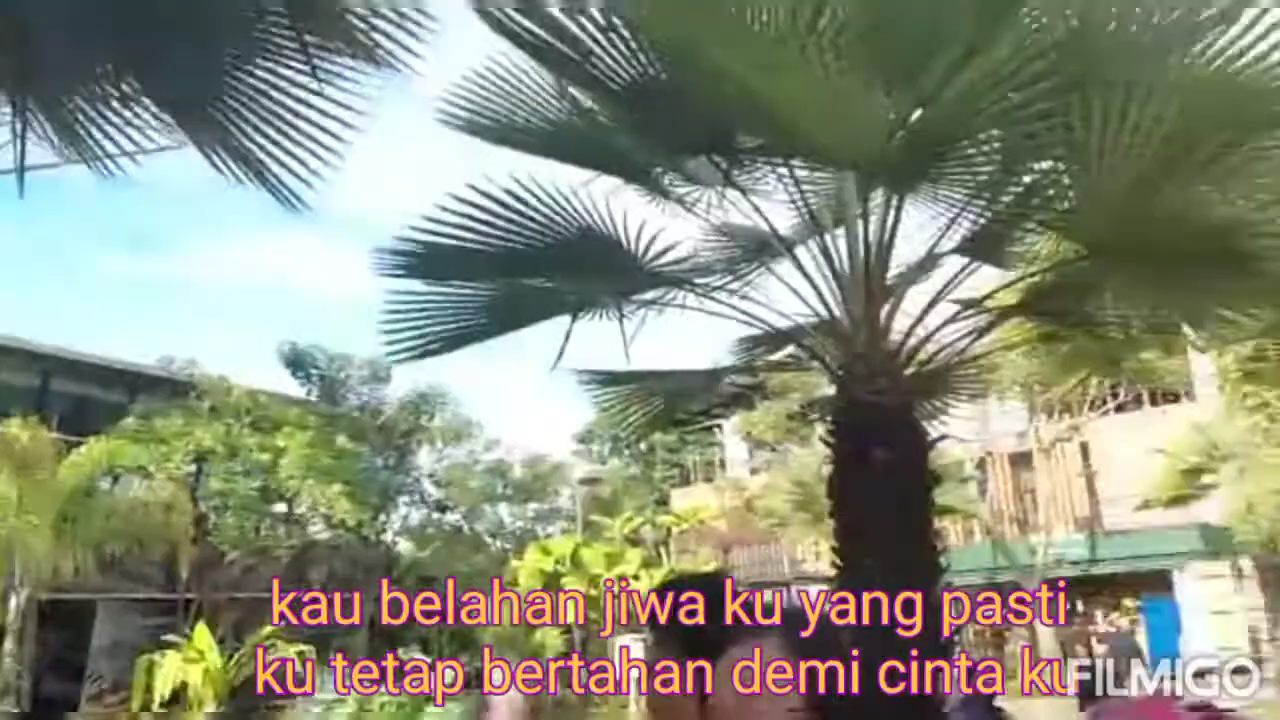 kau belahan jiwa ku yang pasti
ku tetap bertahan demi cinta ku
FILMIGO